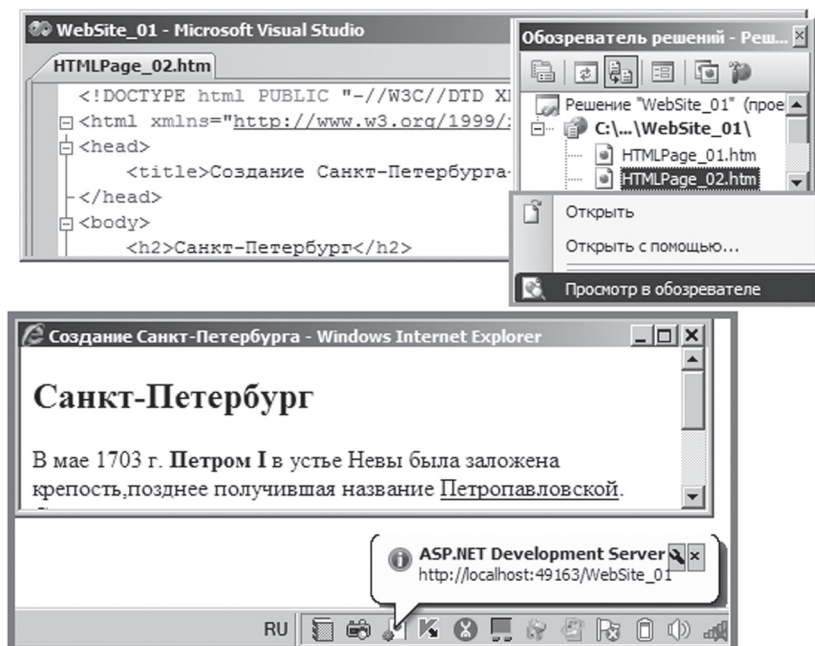 WebSite_01 - Microsoft Visual Studio
HTMLPage_02.htm
<!DOCTYPE html PUBLIC "-//W3C//DTD
<html xmlns="http://www.w3.org/1999/
<head>
<title>Создание Санкт-Петербурга
</head>
<body>
<h2>Санкт-Петербург</h2>
Обозреватель решений - Реш...
Решение "WebSite_01" (прое
C:\...\WebSite_01\
HTMLPage_01.htm
HTMLPage_02.htm
Открыть
Открыть с помощью...
Просмотр в обозревателе
Создание Санкт-Петербурга - Windows Internet Explorer
Санкт-Петербург
В мае 1703 г. Петром I в устье Невы была заложена
крепость,позднее получившая название Петропавловской.
ASP.NET Development Server
http://localhost:49163/WebSite_01
RU